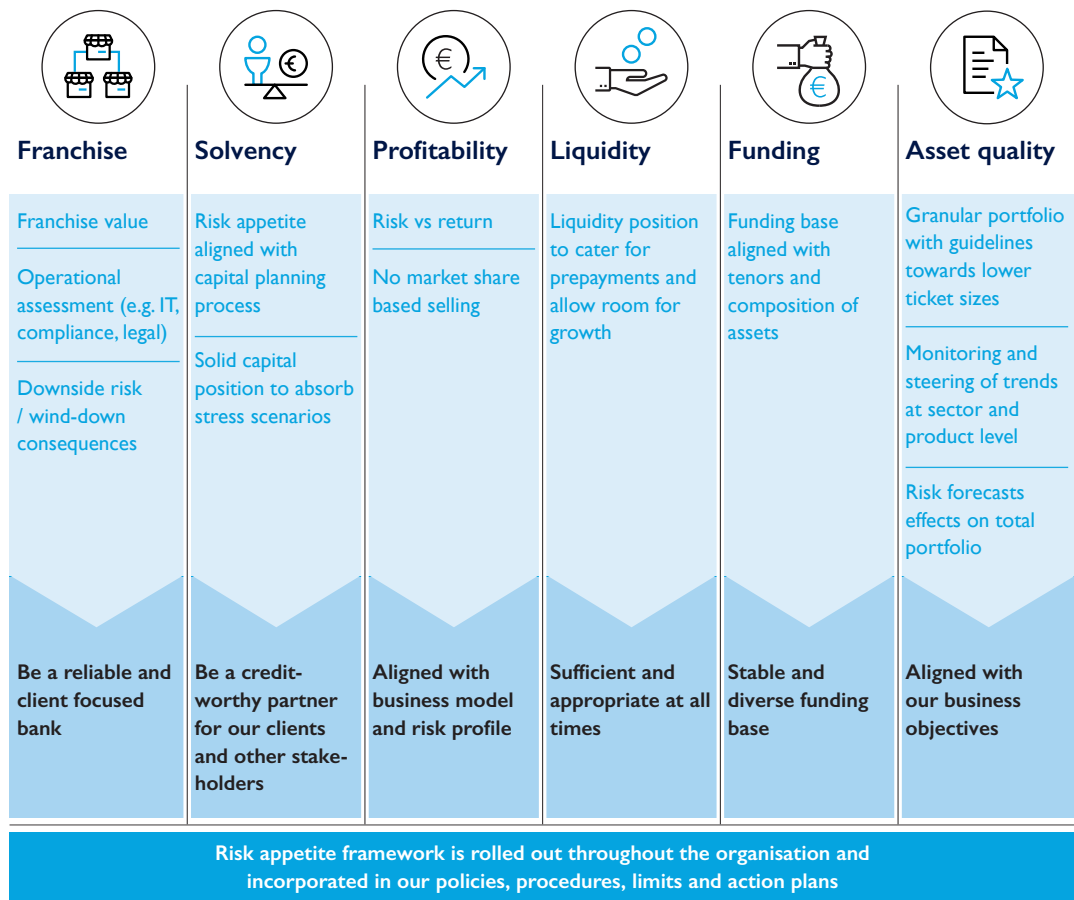 Franchise
Franchise value
Operational
assessment (e.g. IT,
compliance, legal)
Downside risk
/ wind-down
consequences
Be a reliable and
client focused
bank
Solvency
Risk appetite
aligned with
capital planning
process
Solid capital
position to absorb
stress scenarios
Be a credit-
worthy partner
for our clients
and other stake-
holders
Profitability
Risk vs return
No market share
based selling
Aligned with
business model
and risk profile
Liquidity
Liquidity position
to cater for
prepayments and
allow room for
growth
Sufficient and
appropriate at all
times
Funding
Funding base
aligned with
tenors and
composition of
assets
Stable and
diverse funding
base
Asset quality
Granular portfolio
with guidelines
towards lower
ticket sizes
Monitoring and
steering of trends
at sector and
product level
Risk forecasts
effects on total
portfolio
Aligned with
our business
objectives
Risk appetite framework is rolled out throughout the organisation and
incorporated in our policies, procedures, limits and action plans